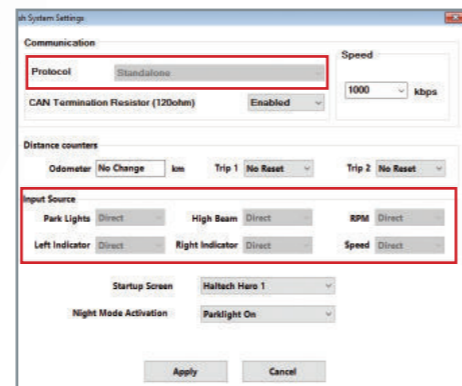 sh System Settings
Communication
Protocol Standalone
Speed
1000 kbps
CAN Termination Resistor (120ohm) Enabled
Distance counters
Odometer No Change km Trip 1 No Reset Trip 2 No Reset
Input Source
Park Lights Direct High Beam Direct RPM Direct
Left Indicator Direct Right Indicator Direct Speed Direct
Startup Screen Haltech Hero 1
Night Mode Activation Parklight On
Apply Cancel